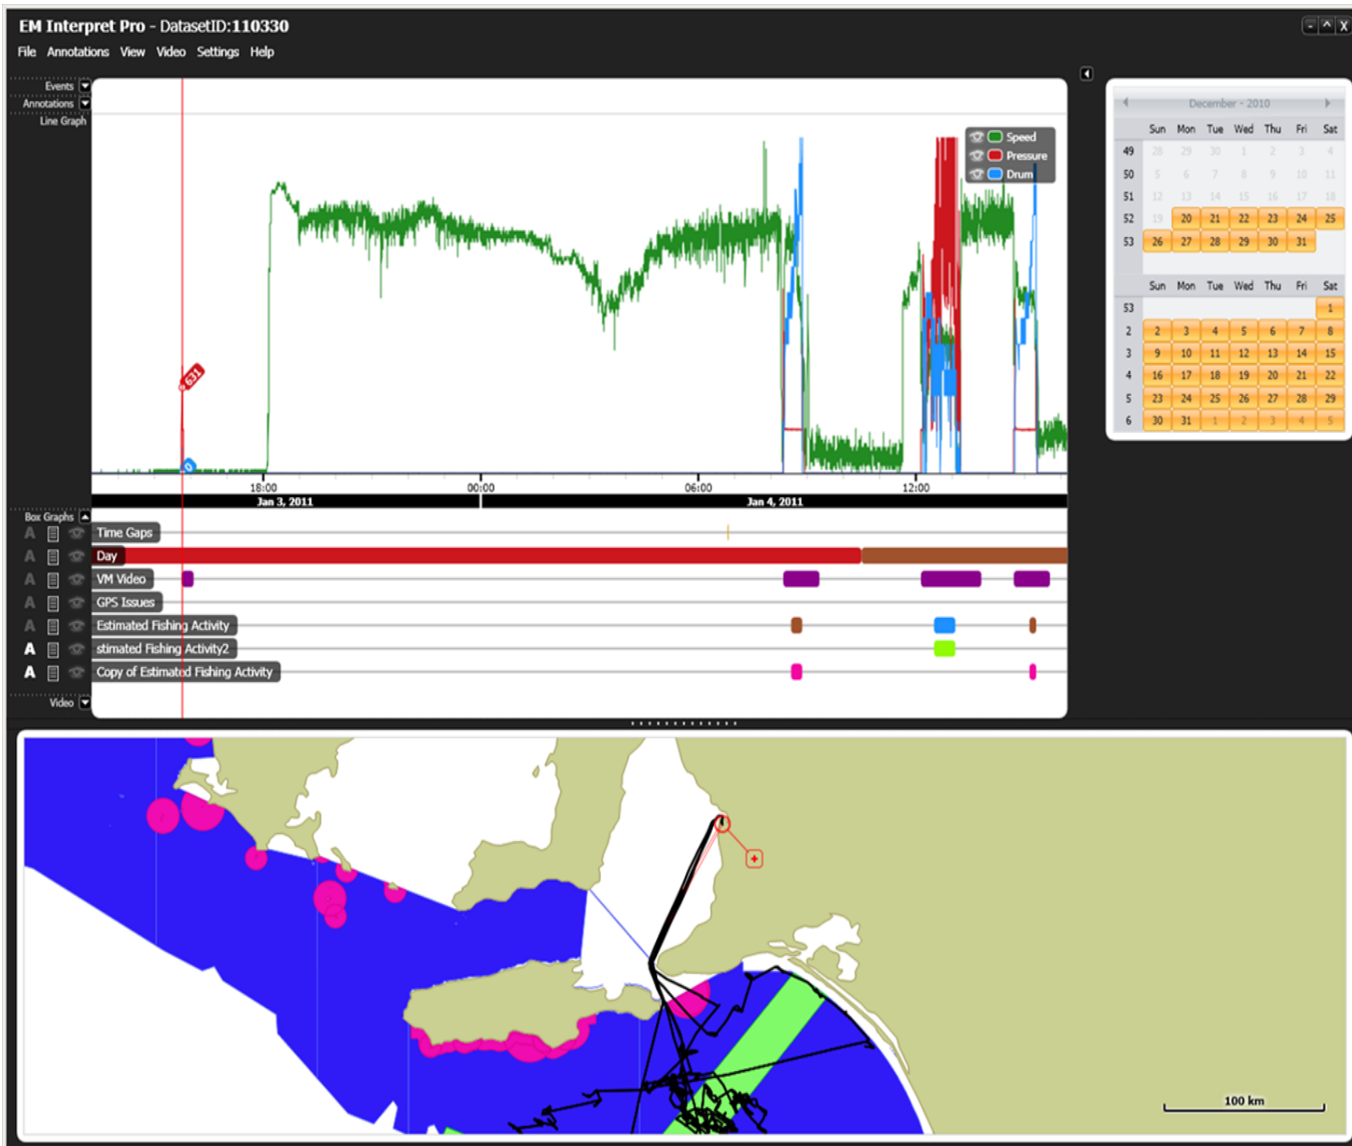 EM Interpret Pro - DatasetID:110330
File Annotations View Video Settings Help
Events
Annotations
Line Graph
Speed
Pressure
Drum
631
0
18:00 00:00 06:00 12:00
Jan 3, 2011 Jan 4, 2011
Box Graphs
A Time Gaps
A Day
A VM Video
A GPS Issues
A Estimated Fishing Activity
A stimated Fishing Activity2
A Copy of Estimated Fishing Activity
Video
December - 2010
Sun Mon Tue Wed Thu Fri Sat
49 28 29 30 1 2 3 4
50 5 6 7 8 9 10 11
51 12 13 14 15 16 17 18
52 19 20 21 22 23 24 25
53 26 27 28 29 30 31
Sun Mon Tue Wed Thu Fri Sat
53 1
2 2 3 4 5 6 7 8
3 9 10 11 12 13 14 15
4 16 17 18 19 20 21 22
5 23 24 25 26 27 28 29
6 30 31 1 2 3 4 5
100 km